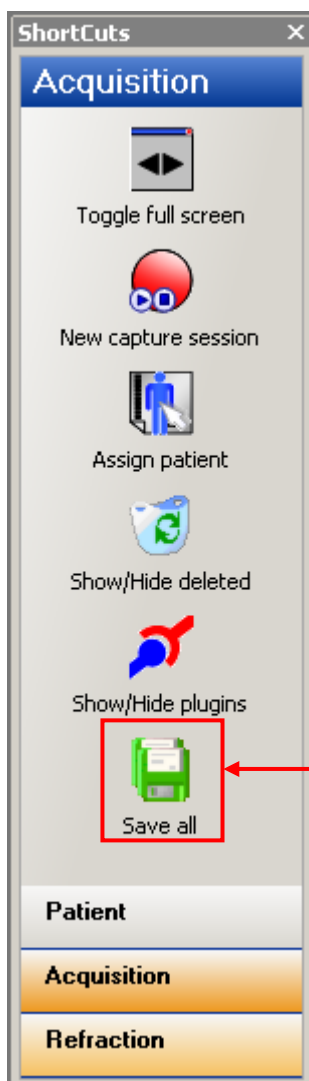 ShortCuts
Acquisition
Toggle full screen
New capture session
Assign patient
Show/Hide deleted
Show/Hide plugins
Save all
Patient
Acquisition
Refraction